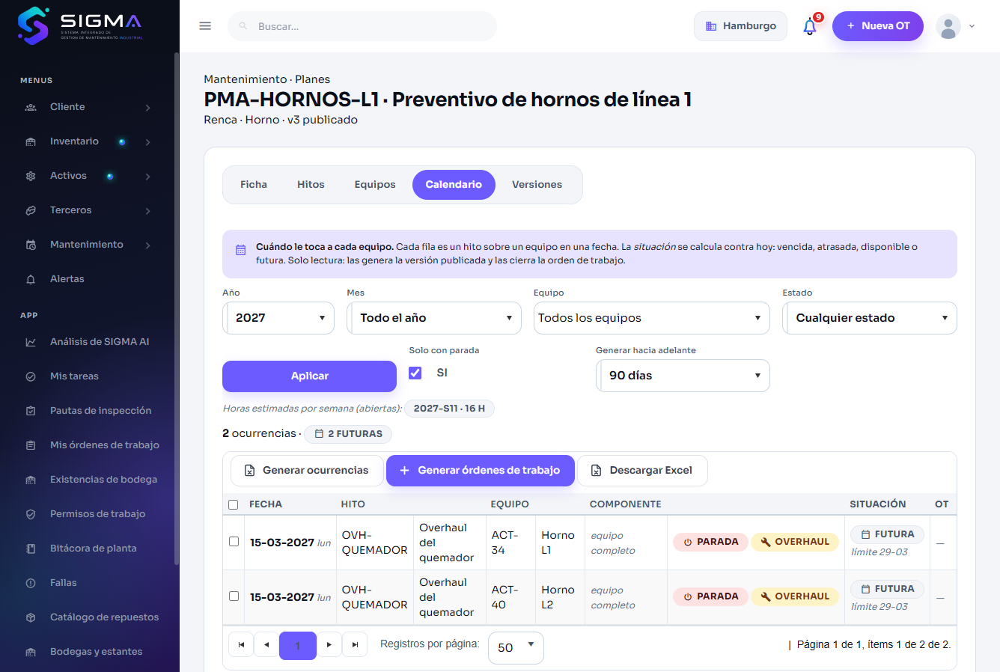 SIGMA
SISTEMA INTEGRADO DE
GESTIÓN DE MANTENIMIENTO INDUSTRIAL
Buscar...
Hamburgo
9
+ Nueva OT
MENUS
Cliente
Inventario
Activos
Terceros
Mantenimiento
Alertas
APP
Análisis de SIGMA AI
Mis tareas
Pautas de inspección
Mis órdenes de trabajo
Existencias de bodega
Permisos de trabajo
Bitácora de planta
Fallas
Catálogo de repuestos
Bodegas y estantes
Mantenimiento · Planes
PMA-HORNOS-L1 · Preventivo de hornos de línea 1
Renca · Horno · v3 publicado
Ficha Hitos Equipos Calendario Versiones
Cuándo le toca a cada equipo. Cada fila es un hito sobre un equipo en una fecha. La situación se calcula contra hoy: vencida, atrasada, disponible o
futura. Solo lectura: las genera la versión publicada y las cierra la orden de trabajo.
Año Mes Equipo Estado
2027 Todo el año Todos los equipos Cualquier estado
Solo con parada Generar hacia adelante
Aplicar SI 90 días
Horas estimadas por semana (abiertas): 2027-S11 · 16 H
2 ocurrencias · 2 FUTURAS
Generar ocurrencias + Generar órdenes de trabajo Descargar Excel
FECHA HITO EQUIPO COMPONENTE SITUACIÓN OT
15-03-2027 lun OVH-QUEMADOR Overhaul del quemador ACT-34 Horno L1 equipo completo PARADA OVERHAUL FUTURA límite 29-03 —
15-03-2027 lun OVH-QUEMADOR Overhaul del quemador ACT-40 Horno L2 equipo completo PARADA OVERHAUL FUTURA límite 29-03 —
1 Registros por página: 50 | Página 1 de 1, ítems 1 de 2 de 2.